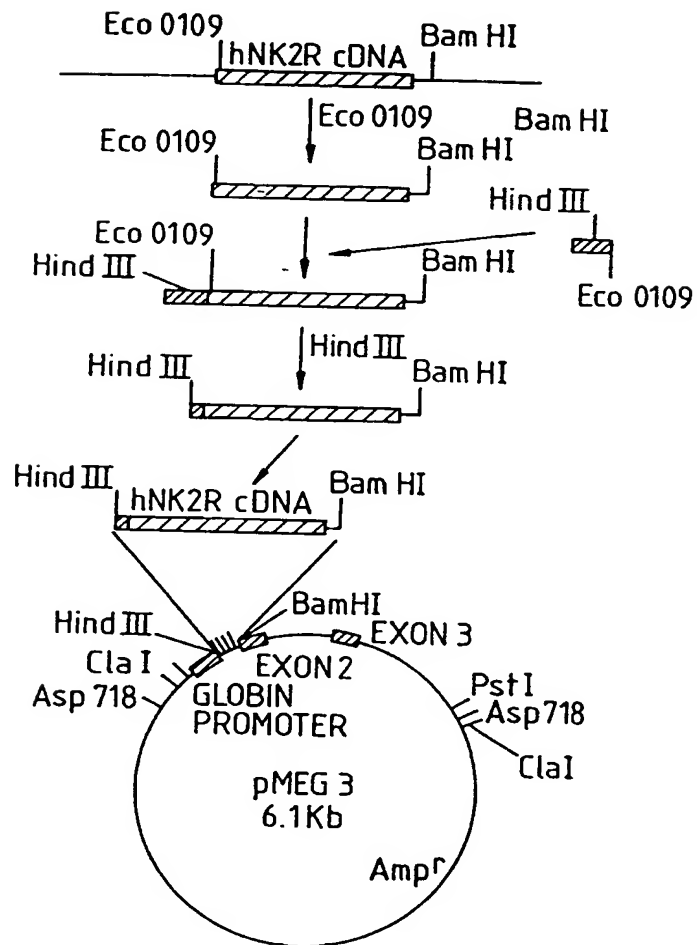 Eco 0109
hNK2R cDNA
Bam HI
Eco 0109
Bam HI
Eco 0109
Bam HI
Hind III
Eco 0109
Eco 0109
Hind III
Bam HI
Hind III
Hind III
Bam HI
Hind III
hNK2R cDNA
Bam HI
BamHI
Hind III
EXON 3
Cla I
EXON 2
Asp 718
GLOBIN
PROMOTER
Pst I
Asp 718
Cla I
pMEG 3
6.1Kb
Ampʳ